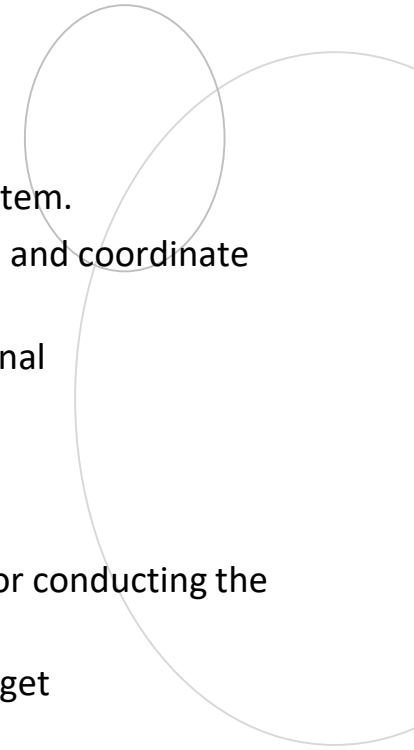 tem.
and coordinate
nal
or conducting the
get